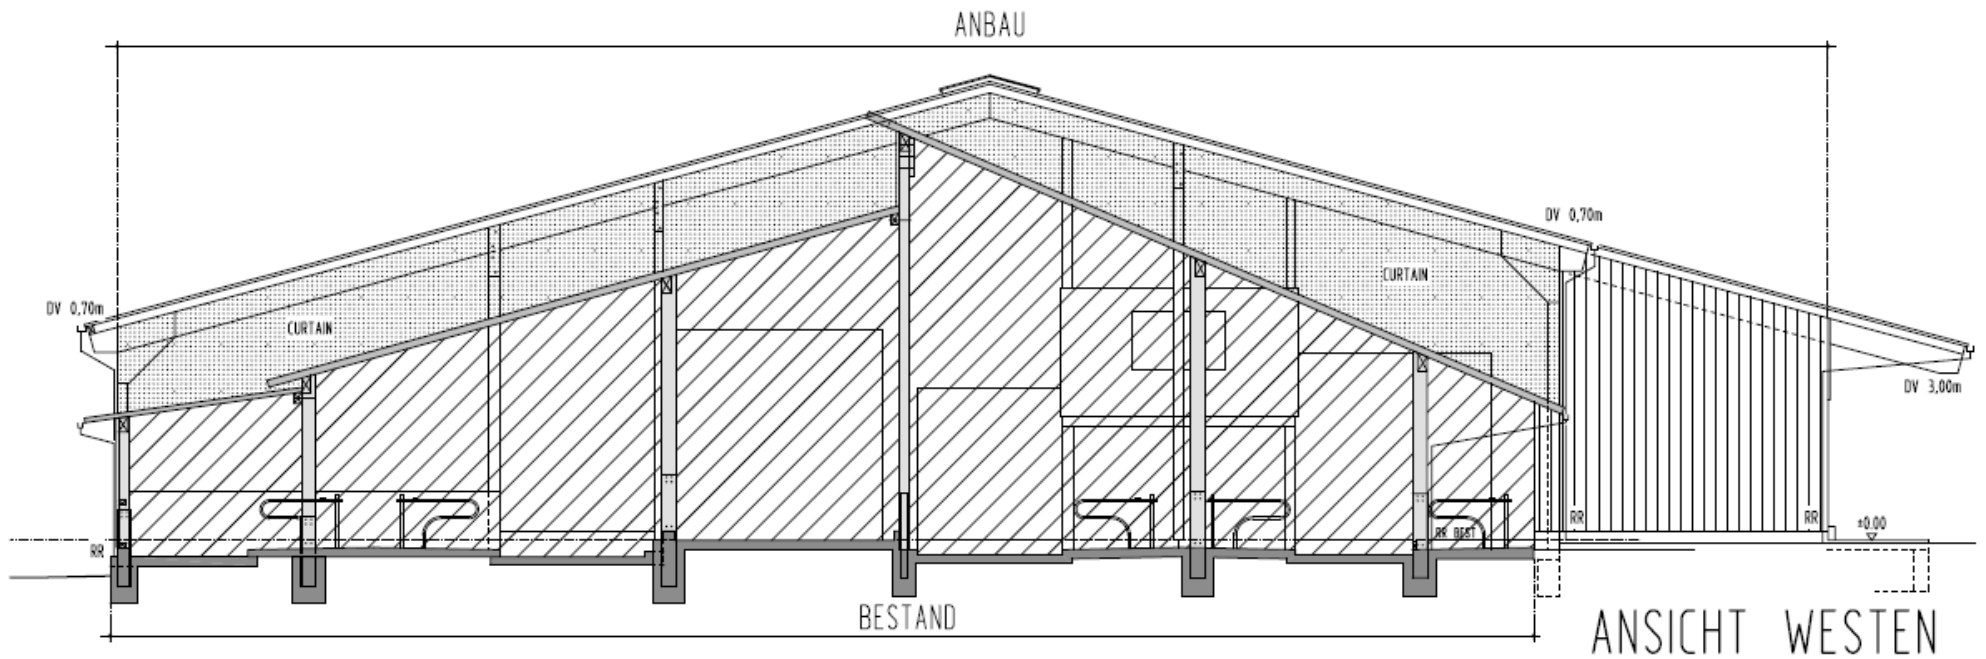 ANBAU
DV 0,70m
DV 0,70m
CURTAIN
CURTAIN
DV 3,00m
RR
RR
RR BEST
RR
±0.00
BESTAND
ANSICHT WESTEN